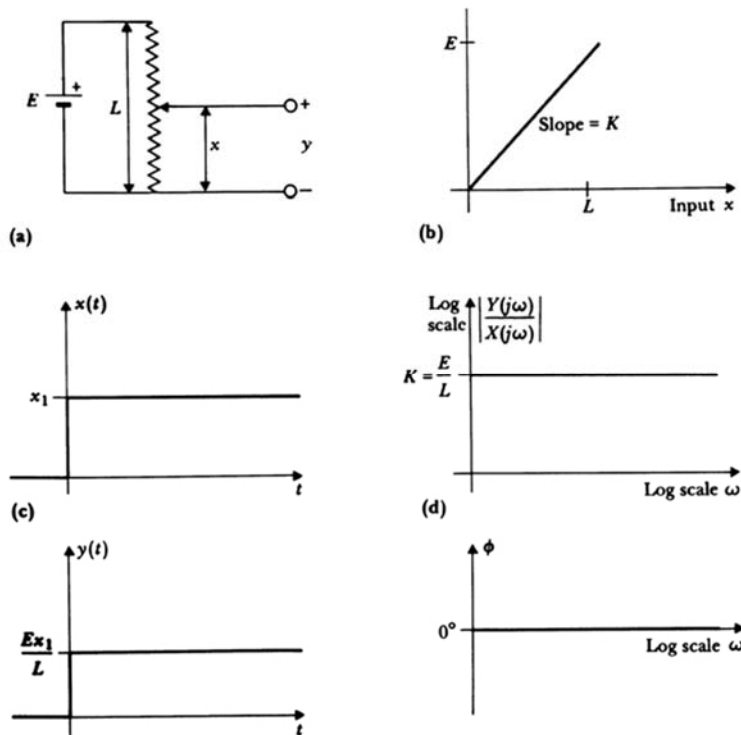 E
+
L
x
+
y
−
(a)
E
Slope = K
L
Input x
(b)
x(t)
x₁
t
(c)
Log
scale
|Y(jω)/X(jω)|
K = E/L
Log scale ω
(d)
y(t)
Ex₁/L
t
ϕ
0°
Log scale ω